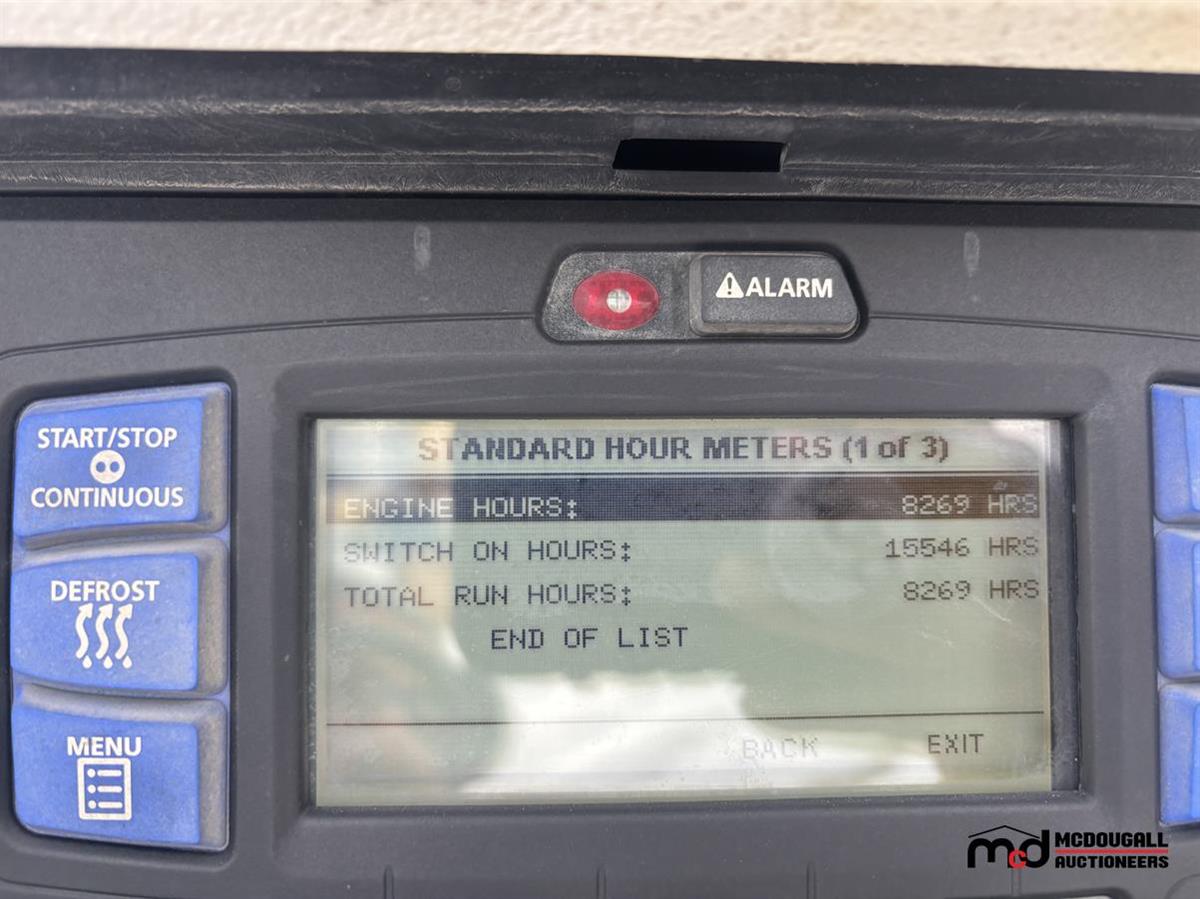 ⚠ALARM
START/STOP
CONTINUOUS
DEFROST
MENU
STANDARD HOUR METERS (1 of 3)
ENGINE HOURS: 8269 HRS
SWITCH ON HOURS: 15546 HRS
TOTAL RUN HOURS: 8269 HRS
END OF LIST
BACK EXIT
mcd MCDOUGALL
AUCTIONEERS